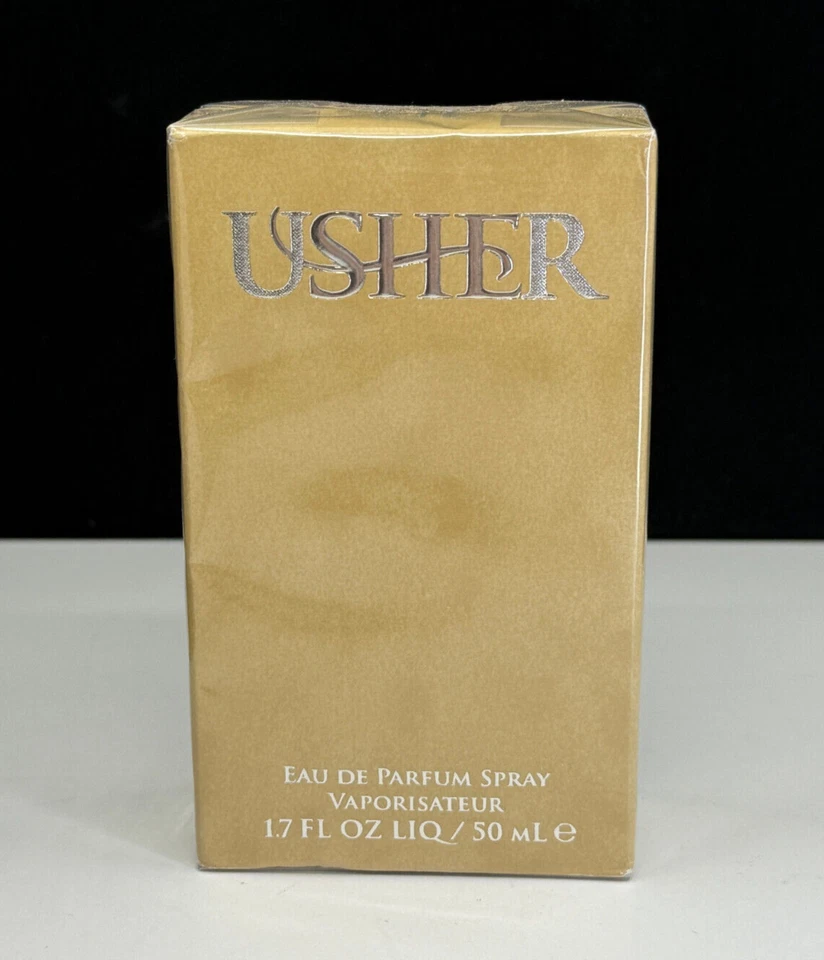 USHER
EAU DE PARFUM SPRAY
VAPORISATEUR
1.7 FL OZ LIQ / 50 mL ℮